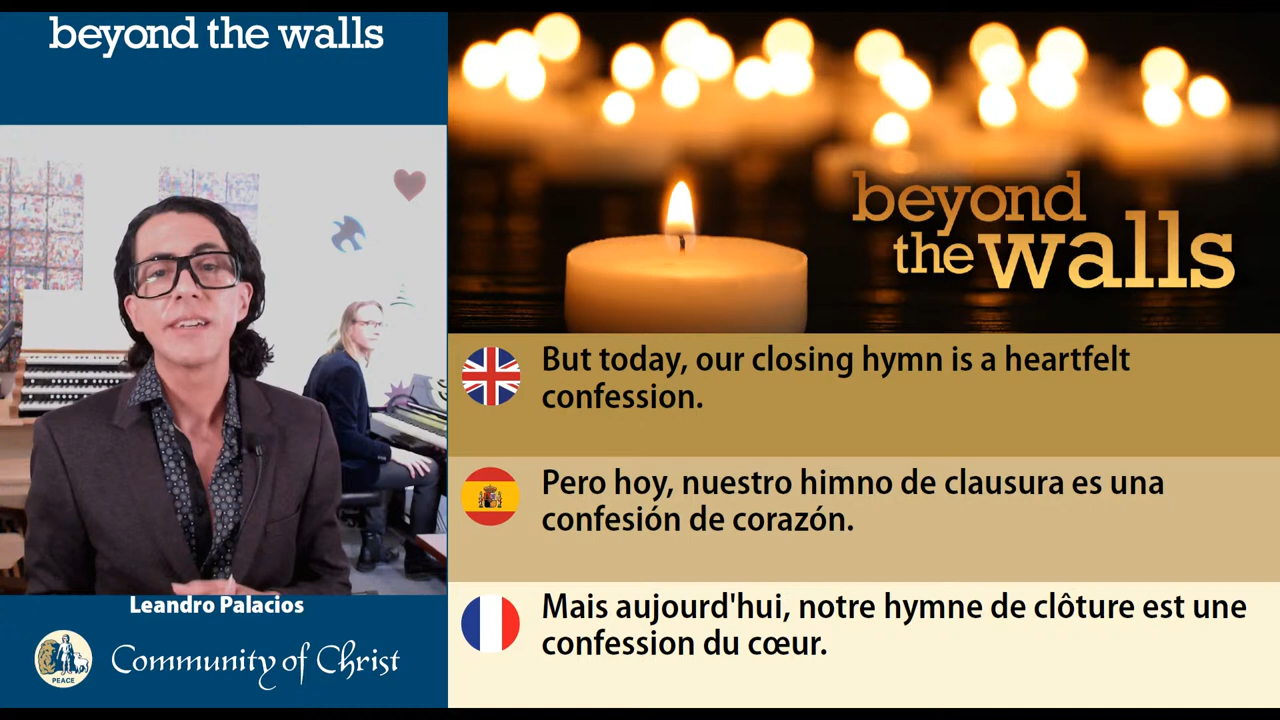 beyond the walls
Leandro Palacios
PEACE
Community of Christ
beyond
the walls
But today, our closing hymn is a heartfelt
confession.
Pero hoy, nuestro himno de clausura es una
confesión de corazón.
Mais aujourd'hui, notre hymne de clôture est une
confession du cœur.